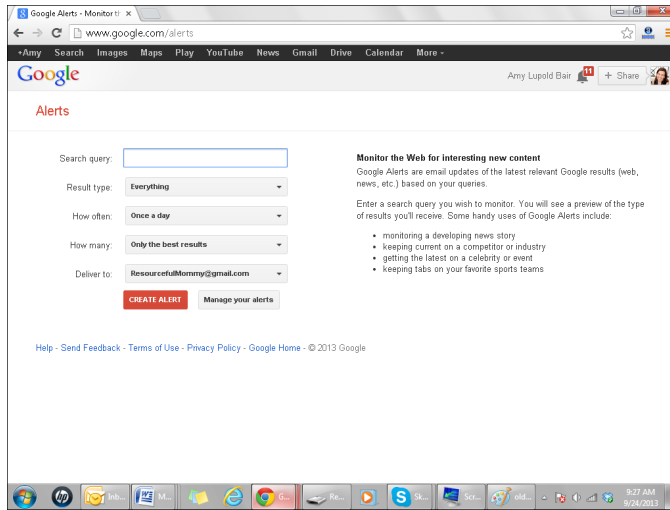 Google Alerts - Monitor th
www.google.com/alerts
+Amy Search Images Maps Play YouTube News Gmail Drive Calendar More
Google
Amy Lupold Bair 11 + Share
Alerts
Search query:
Result type: Everything
How often: Once a day
How many: Only the best results
Deliver to: ResourcefulMommy@gmail.com
CREATE ALERT Manage your alerts
Monitor the Web for interesting new content
Google Alerts are email updates of the latest relevant Google results (web,
news, etc.) based on your queries.
Enter a search query you wish to monitor. You will see a preview of the type
of results you'll receive. Some handy uses of Google Alerts include:
• monitoring a developing news story
• keeping current on a competitor or industry
• getting the latest on a celebrity or event
• keeping tabs on your favorite sports teams
Help - Send Feedback - Terms of Use - Privacy Policy - Google Home - © 2013 Google
hp Inb... M... G... Re... Sk... Scr... old...
9:27 AM
9/24/2013